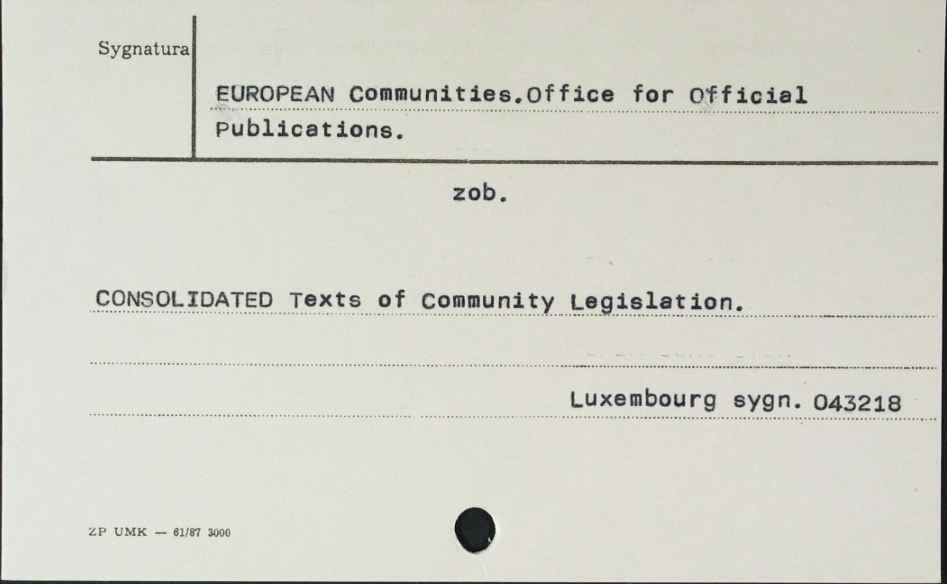 Sygnatura
EUROPEAN Communities.Office for Official
Publications.
zob.
CONSOLIDATED Texts of Community Legislation.
Luxembourg sygn. 043218
ZP UMK — 61/87 3000